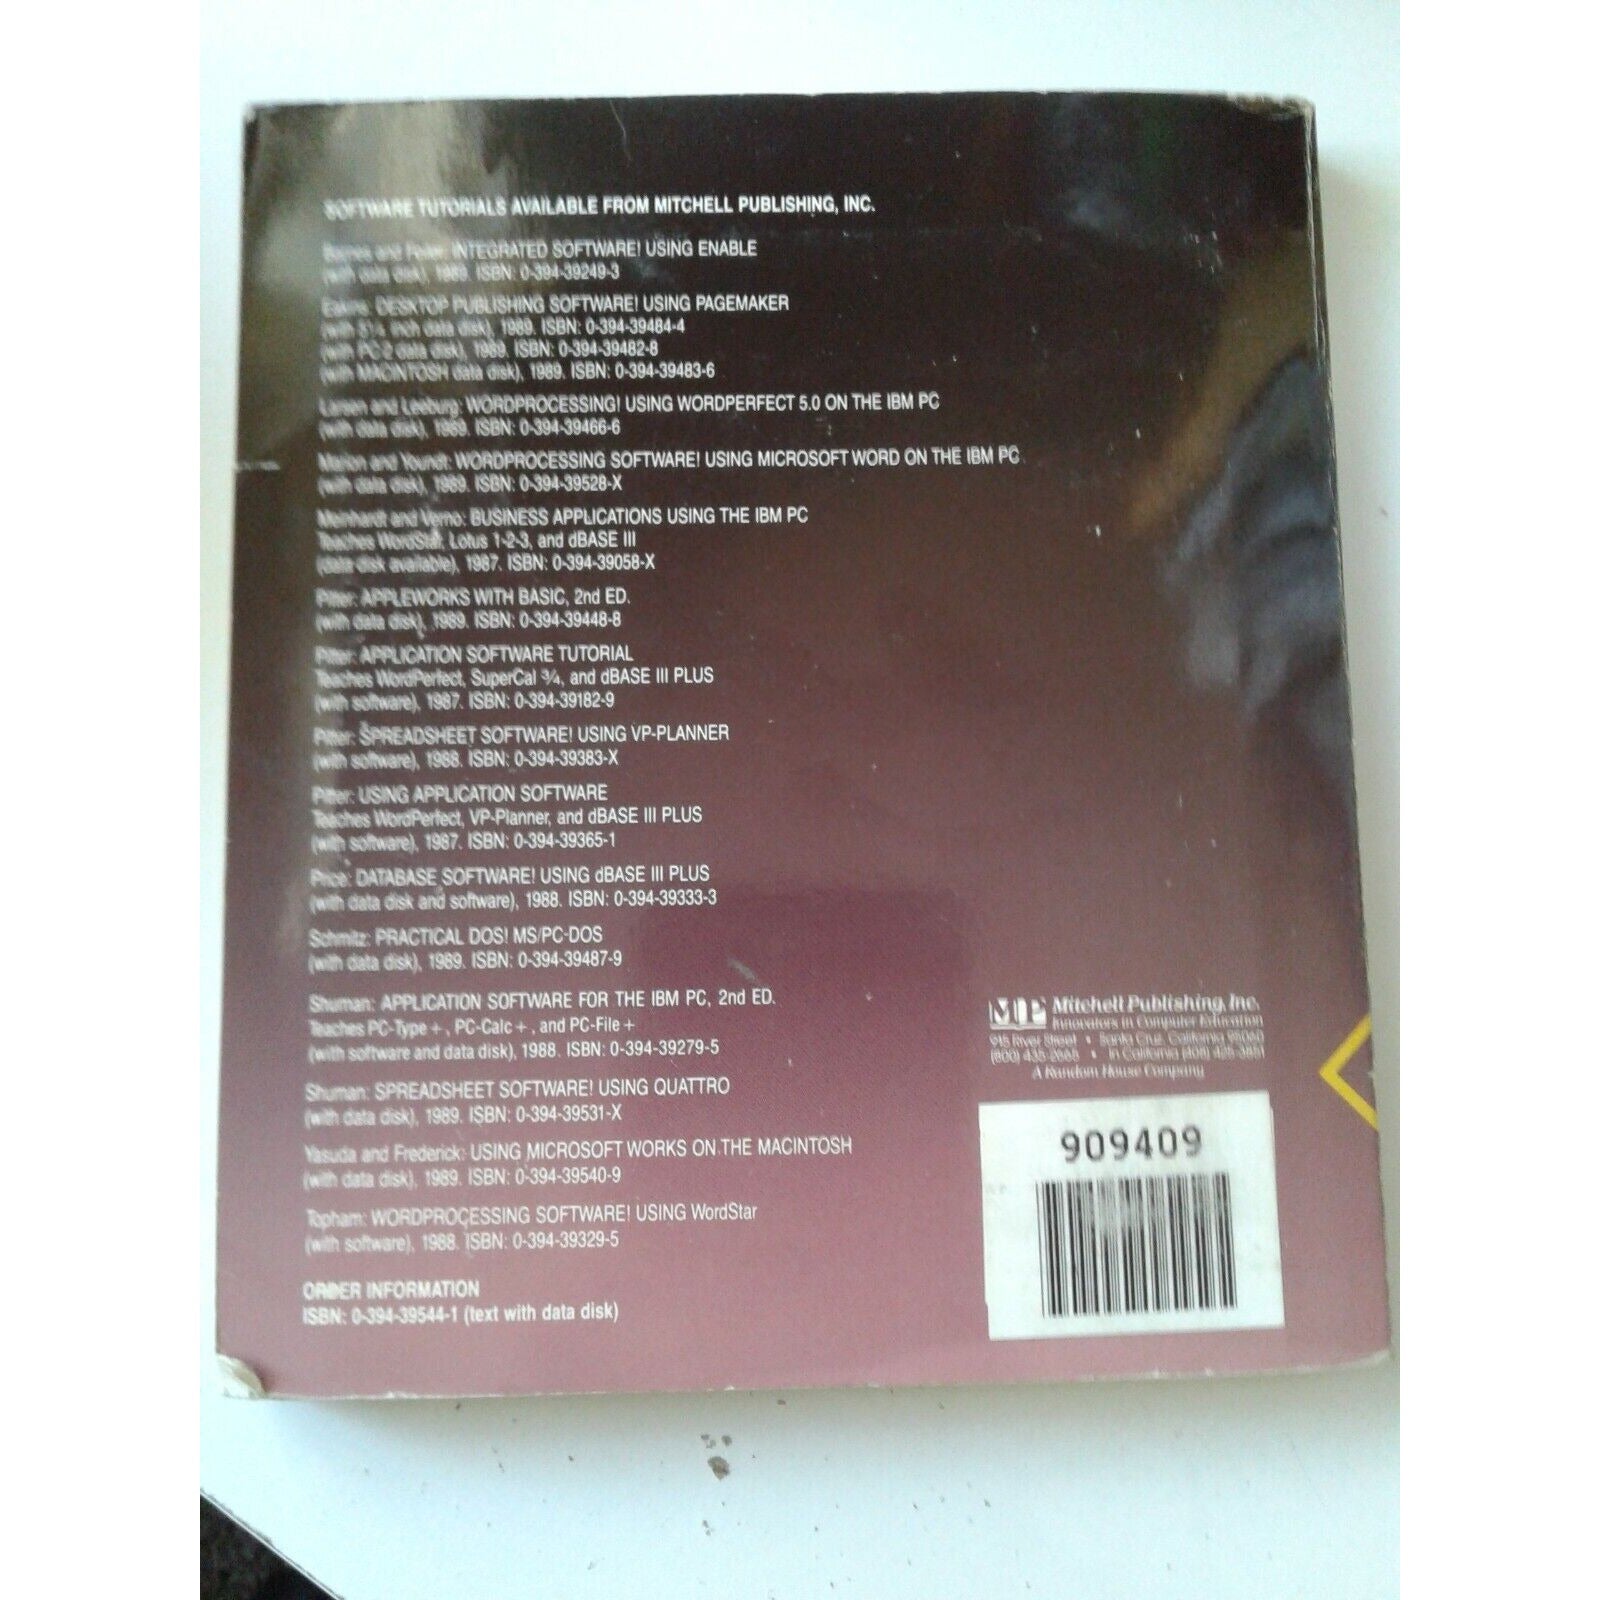 SOFTWARE TUTORIALS AVAILABLE FROM MITCHELL PUBLISHING, INC.
Barnes and INTEGRATED SOFTWARE! USING ENABLE
(with data disk), 1989. ISBN: 0-394-39249-3
Eakins: DESKTOP PUBLISHING SOFTWARE! USING PAGEMAKER
(with 5¼ inch data disk), 1989. ISBN: 0-394-39484-4
(with PC-2 data disk), 1989. ISBN: 0-394-39482-8
(with MACINTOSH data disk), 1989. ISBN: 0-394-39483-6
Larsen and Leeburg: WORDPROCESSING! USING WORDPERFECT 5.0 ON THE IBM PC
(with data disk), 1989. ISBN: 0-394-39466-6
and Youndt: WORDPROCESSING SOFTWARE! USING MICROSOFT WORD ON THE IBM PC
(with data disk), 1989. ISBN: 0-394-39528-X
Meinhardt and Verno: BUSINESS APPLICATIONS USING THE IBM PC
Teaches WordStar, Lotus 1-2-3, and dBASE III
(data disk available), 1987. ISBN: 0-394-39058-X
Pitter: APPLEWORKS WITH BASIC, 2nd ED.
(with data disk), 1989. ISBN: 0-394-39448-8
Pitter: APPLICATION SOFTWARE TUTORIAL
Teaches WordPerfect, SuperCal ¾, and dBASE III PLUS
(with software), 1987. ISBN: 0-394-39182-9
Pitter: SPREADSHEET SOFTWARE! USING VP-PLANNER
(with software), 1988. ISBN: 0-394-39383-X
Pitter: USING APPLICATION SOFTWARE
Teaches WordPerfect, VP-Planner, and dBASE III PLUS
(with software), 1987. ISBN: 0-394-39365-1
Price: DATABASE SOFTWARE! USING dBASE III PLUS
(with data disk and software), 1988. ISBN: 0-394-39333-3
Schmitz: PRACTICAL DOS! MS/PC-DOS
(with data disk), 1989. ISBN: 0-394-39487-9
Shuman: APPLICATION SOFTWARE FOR THE IBM PC, 2nd ED.
Teaches PC-Type +, PC-Calc +, and PC-File +
(with software and data disk), 1988. ISBN: 0-394-39279-5
Shuman: SPREADSHEET SOFTWARE! USING QUATTRO
(with data disk), 1989. ISBN: 0-394-39531-X
Yasuda and Frederick: USING MICROSOFT WORKS ON THE MACINTOSH
(with data disk), 1989. ISBN: 0-394-39540-9
Topham: WORDPROCESSING SOFTWARE! USING WordStar
(with software), 1988. ISBN: 0-394-39329-5
ORDER INFORMATION
ISBN: 0-394-39544-1 (text with data disk)
MP Mitchell Publishing, Inc.
Innovators in Computer Education
915 River Street • Santa Cruz, California 95060
(800) 435-2665 • In California (408) 425-3851
A Random House Company
909409